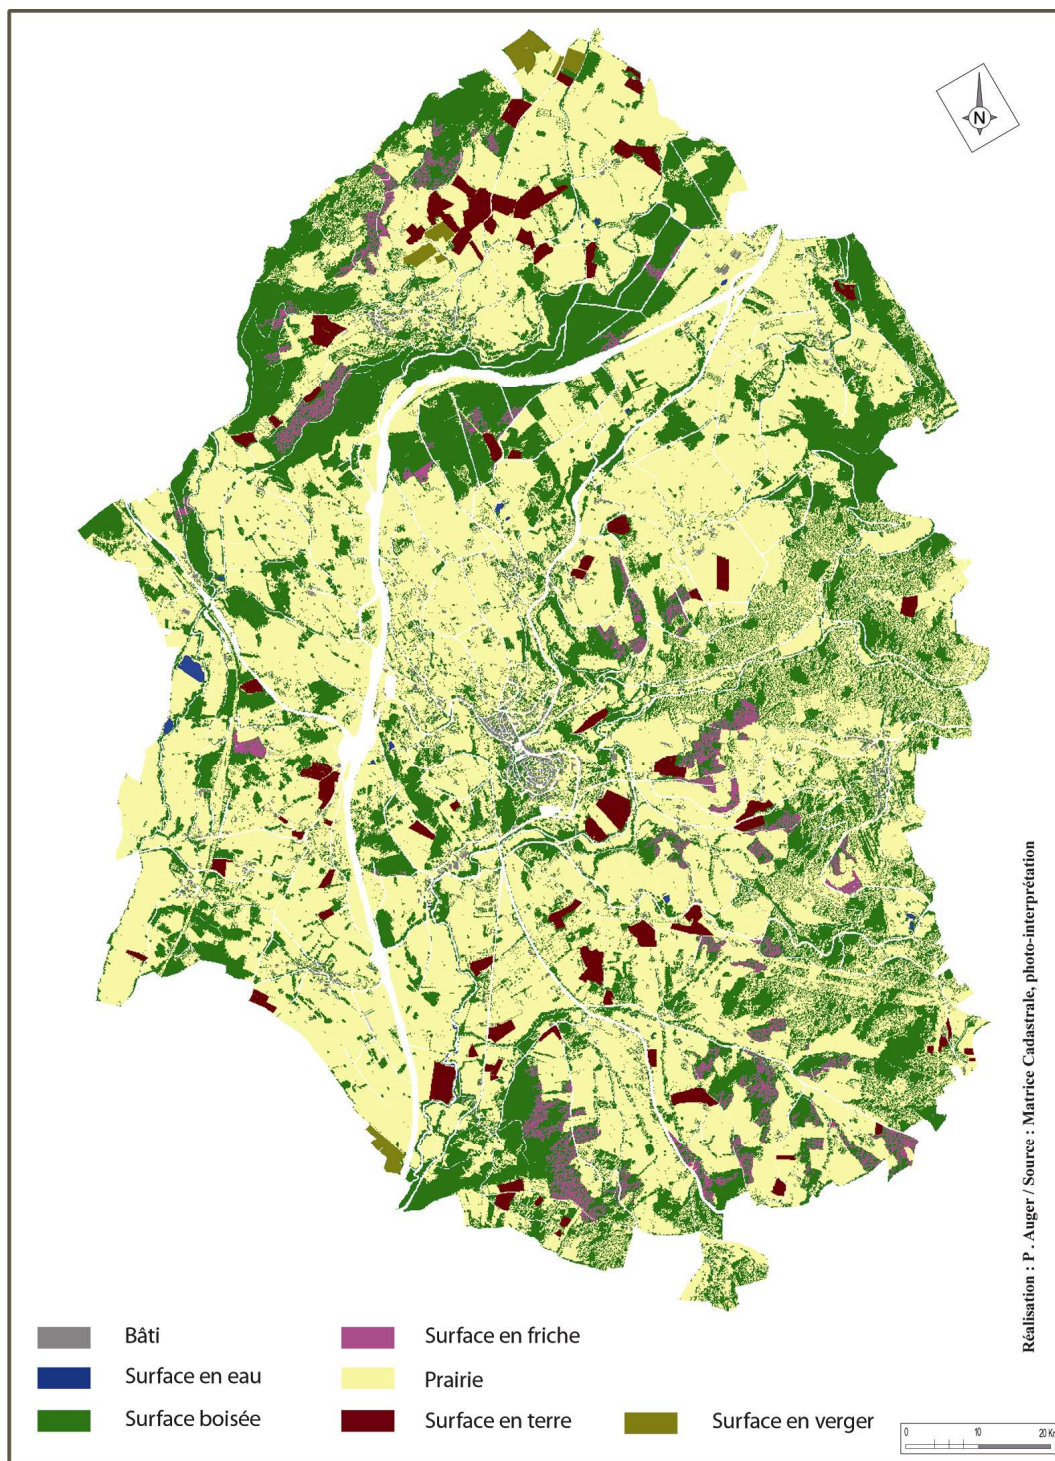 N
Réalisation : P . Auger / Source : Matrice Cadastrale, photo-interprétation
Bâti
Surface en friche
Surface en eau
Prairie
Surface boisée
Surface en terre
Surface en verger
0 10 20 Km